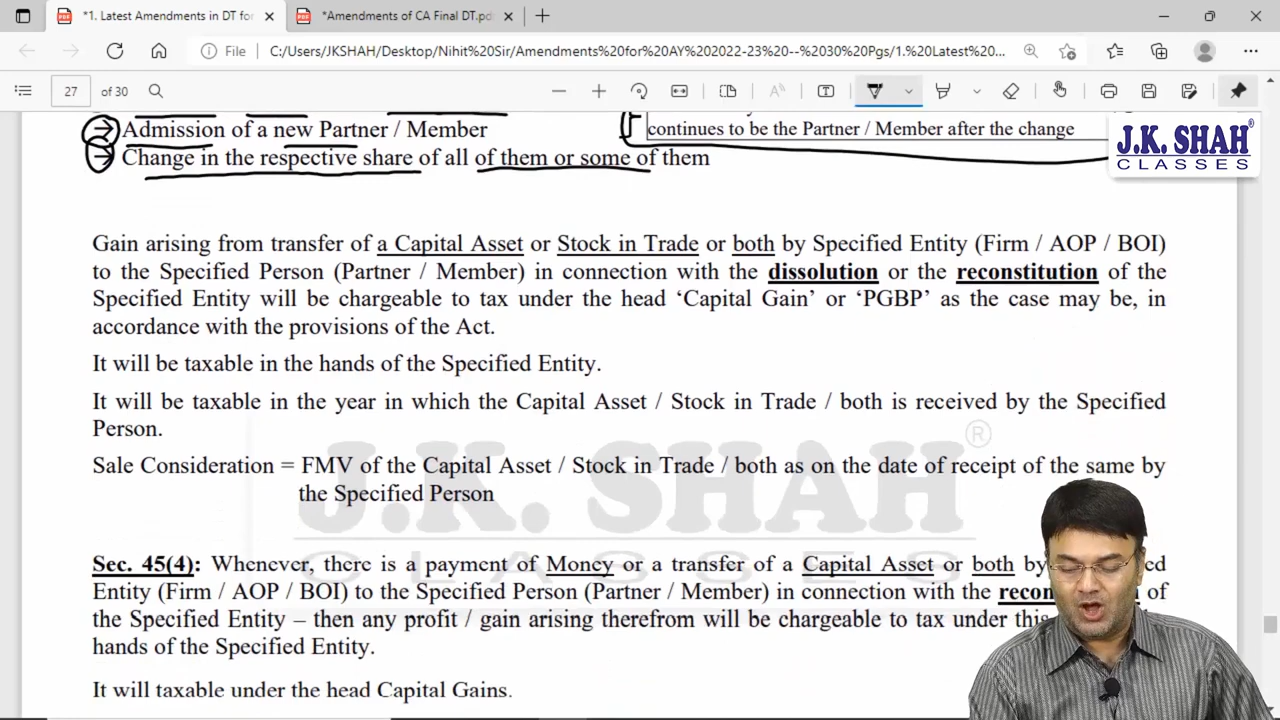 *1. Latest Amendments in DT for
*Amendments of CA Final DT.pd
File
C:/Users/JKSHAH/Desktop/Nihit%20Sir/Amendments%20for%20AY%202022-23%20--%2030%20Pgs/1.%20Latest%20...
27 of 30
Admission of a new Partner / Member
continues to be the Partner / Member after the change
Change in the respective share of all of them or some of them
J.K. SHAH®
CLASSES
Gain arising from transfer of a Capital Asset or Stock in Trade or both by Specified Entity (Firm / AOP / BOI)
to the Specified Person (Partner / Member) in connection with the dissolution or the reconstitution of the
Specified Entity will be chargeable to tax under the head ‘Capital Gain’ or ‘PGBP’ as the case may be, in
accordance with the provisions of the Act.
It will be taxable in the hands of the Specified Entity.
It will be taxable in the year in which the Capital Asset / Stock in Trade / both is received by the Specified
Person.
J.K. SHAH®
CLASSES
Sale Consideration = FMV of the Capital Asset / Stock in Trade / both as on the date of receipt of the same by
the Specified Person
Sec. 45(4): Whenever, there is a payment of Money or a transfer of a Capital Asset or both by
Entity (Firm / AOP / BOI) to the Specified Person (Partner / Member) in connection with the of
the Specified Entity – then any profit / gain arising therefrom will be chargeable to tax under this
hands of the Specified Entity.
It will taxable under the head Capital Gains.